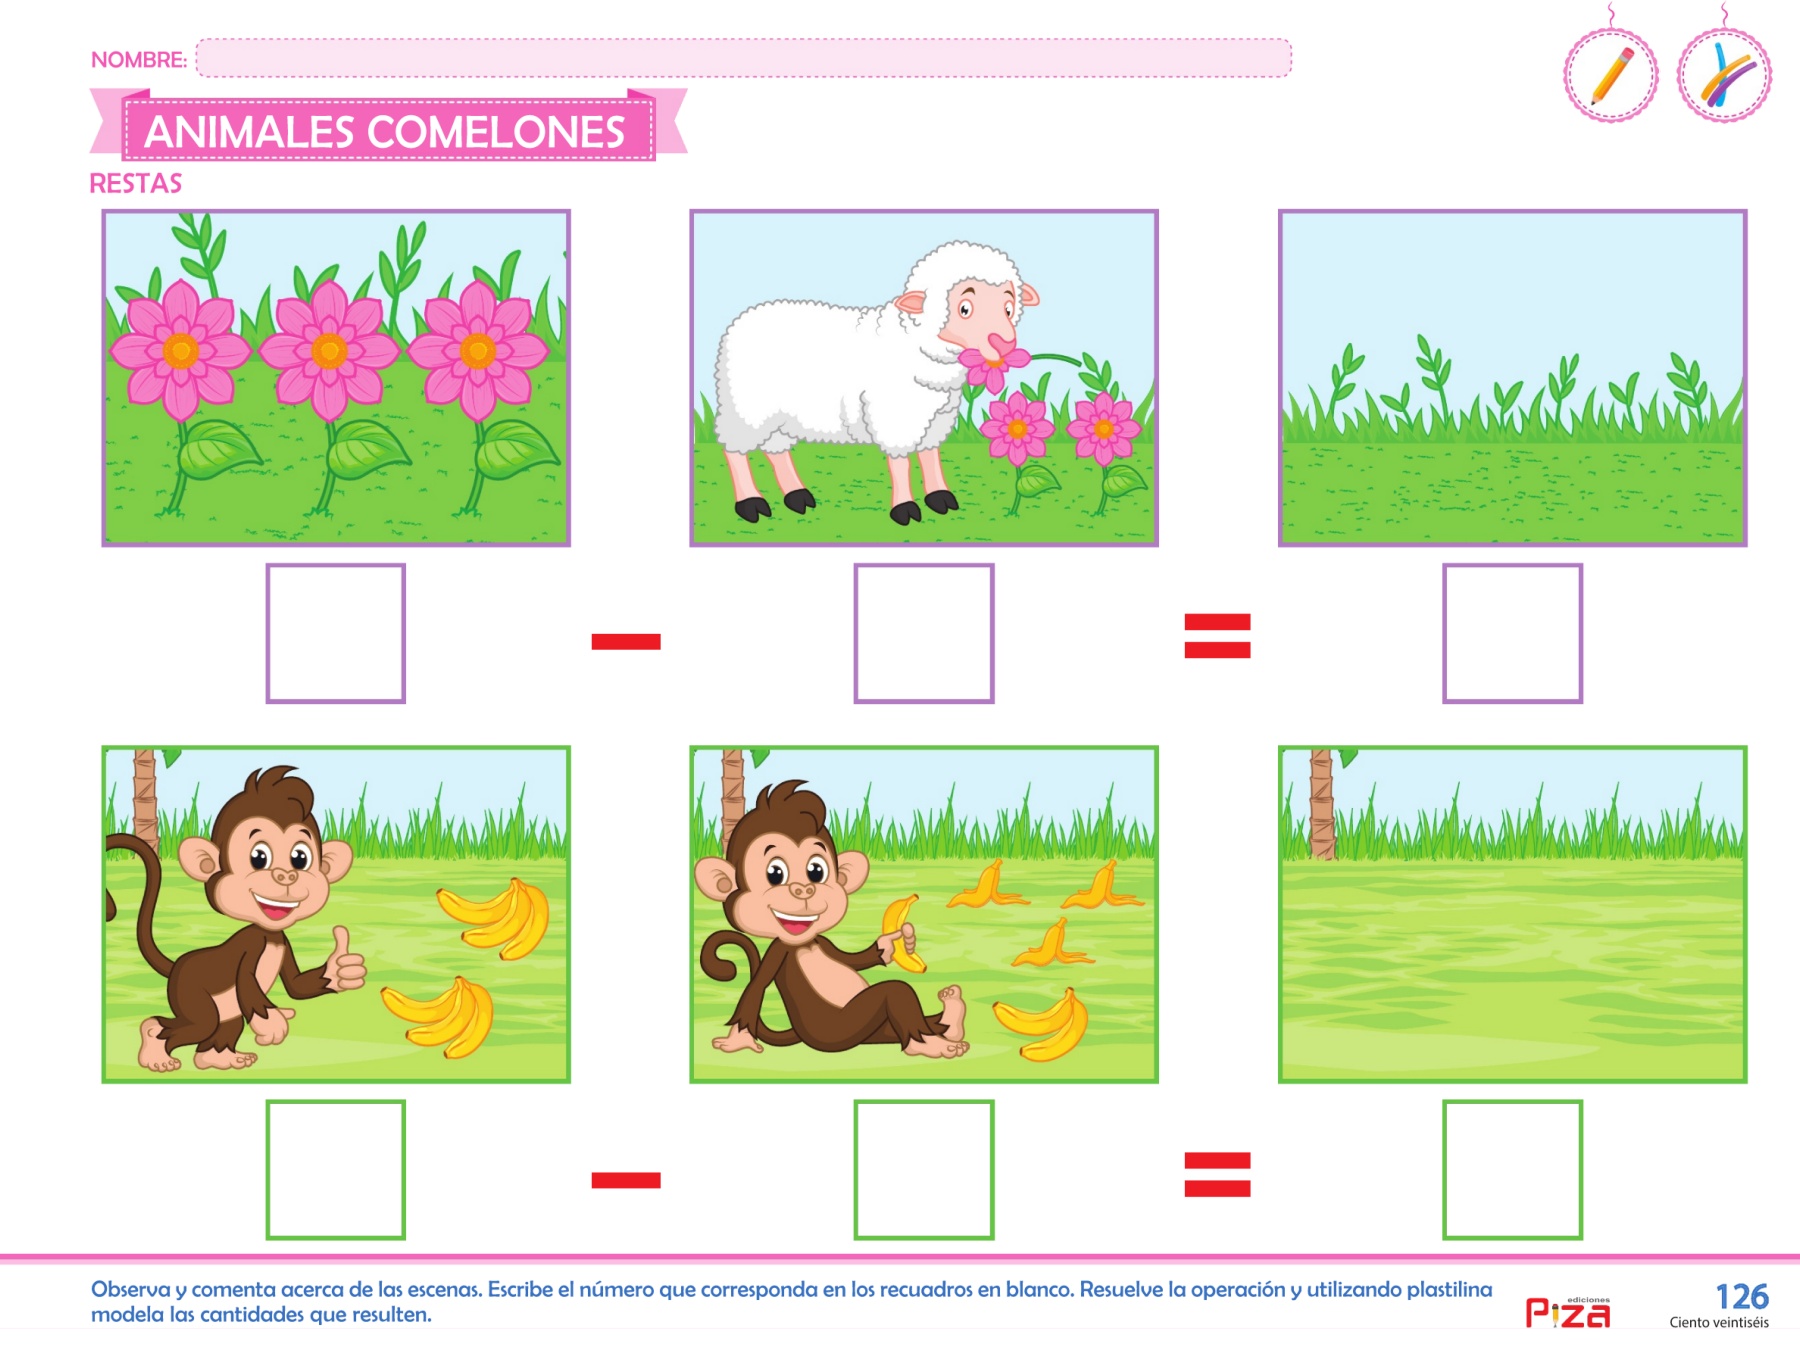 NOMBRE:
ANIMALES COMELONES
RESTAS
Observa y comenta acerca de las escenas. Escribe el número que corresponda en los recuadros en blanco. Resuelve la operación y utilizando plastilina
modela las cantidades que resulten.
ediciones
Piza
126
Ciento veintiséis